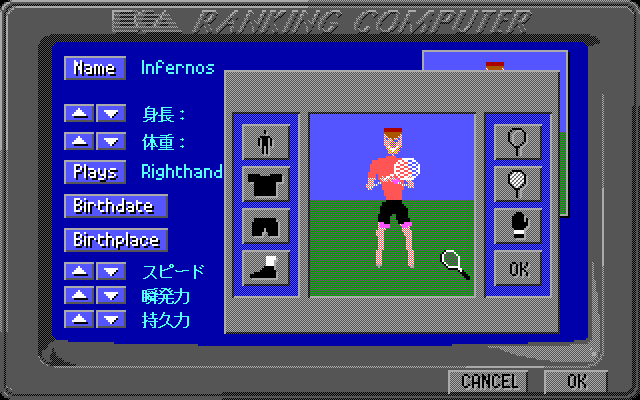 RANKING COMPUTER
Name Infernos
身長：
体重：
Plays Righthand
Birthdate
Birthplace
スピード
瞬発力
持久力
OK
CANCEL OK